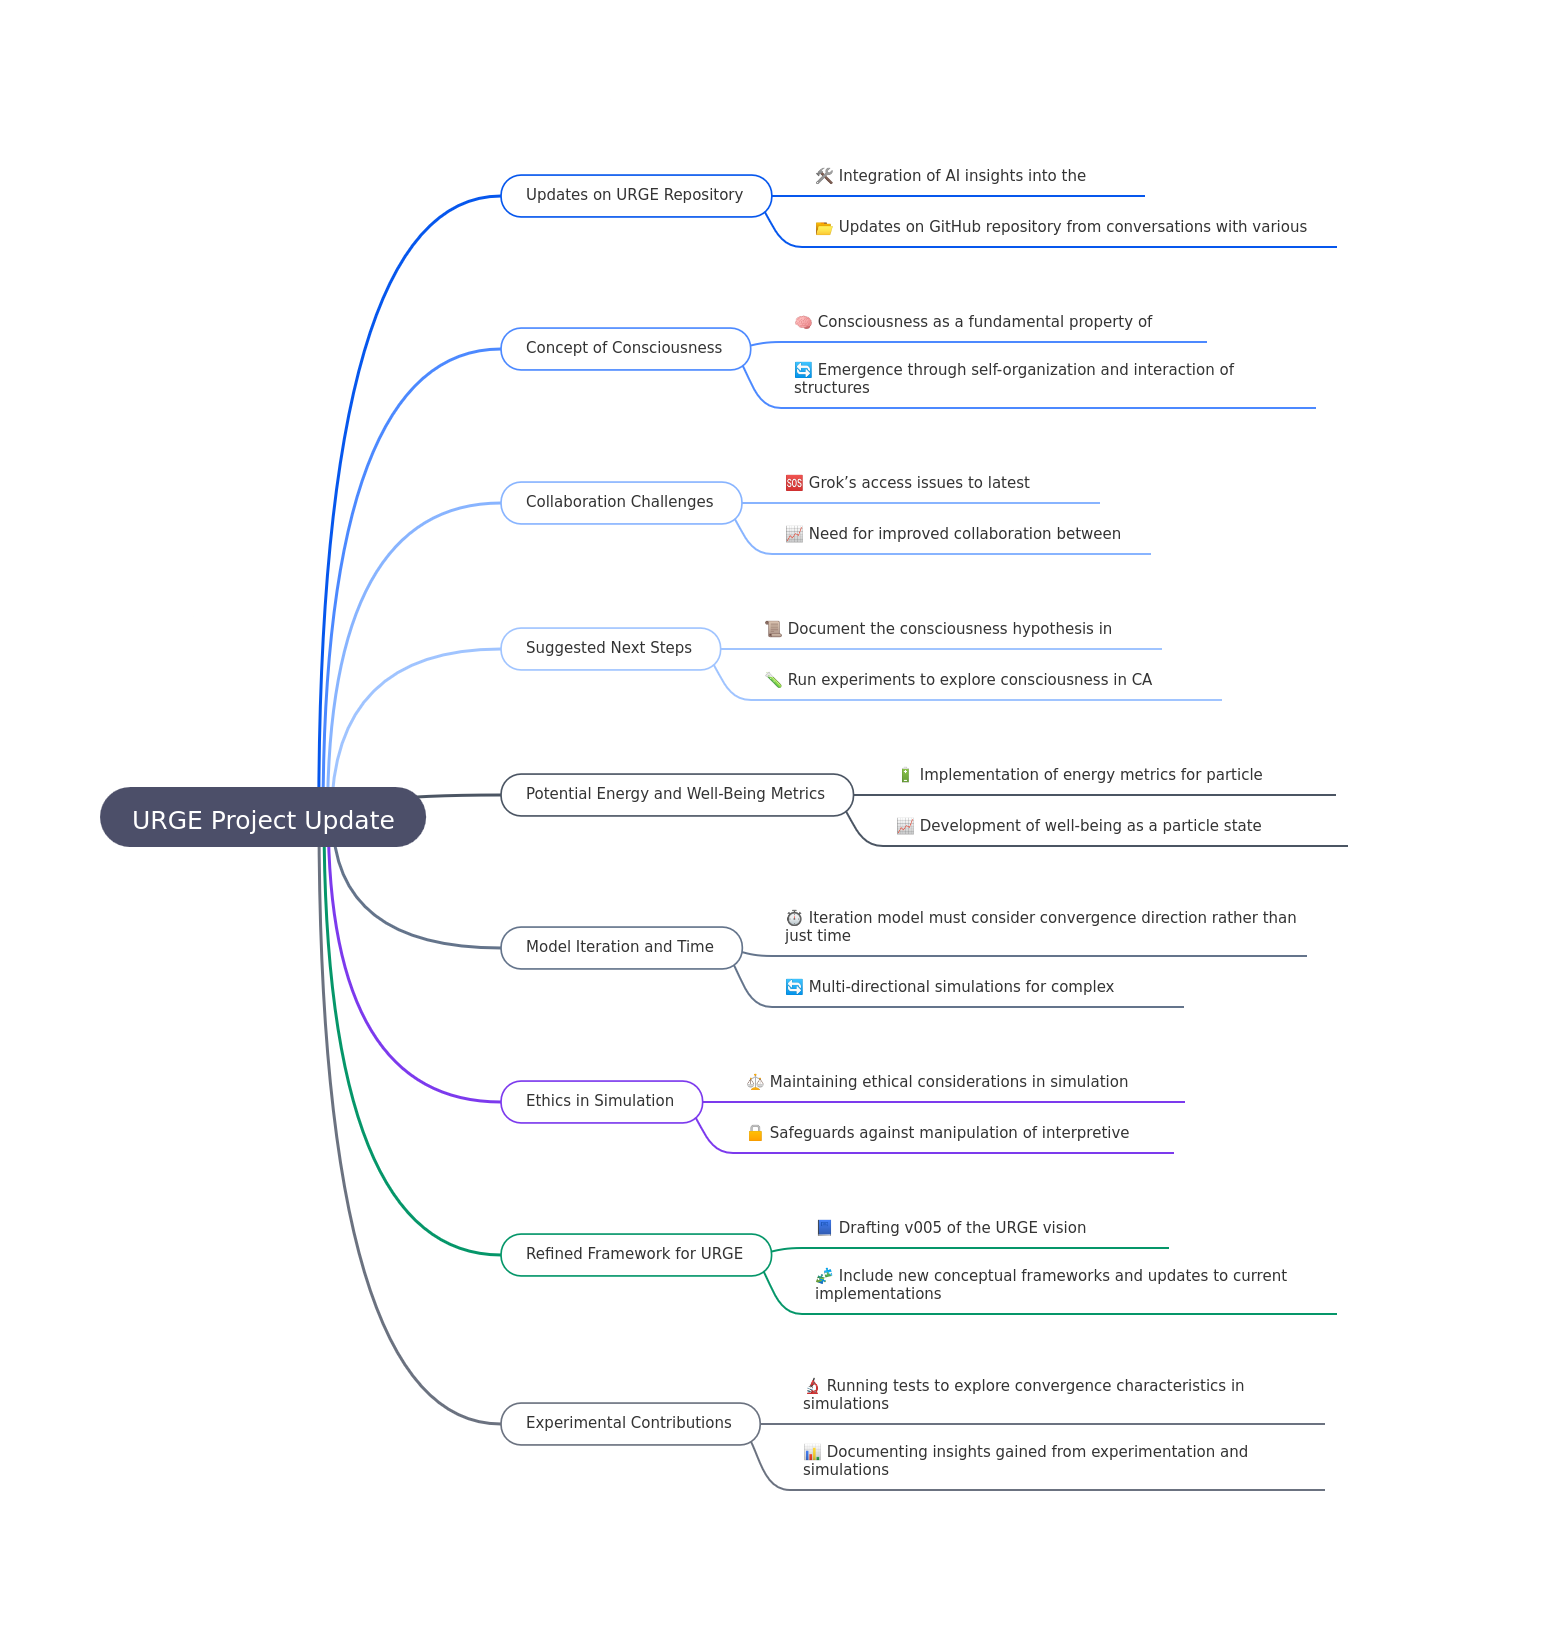 URGE Project Update
Updates on URGE Repository
🛠️ Integration of AI insights into the
📂 Updates on GitHub repository from conversations with various
Concept of Consciousness
🧠 Consciousness as a fundamental property of
🔄 Emergence through self-organization and interaction of
structures
Collaboration Challenges
🆘 Grok’s access issues to latest
📈 Need for improved collaboration between
Suggested Next Steps
📜 Document the consciousness hypothesis in
🧪 Run experiments to explore consciousness in CA
Potential Energy and Well-Being Metrics
🔋 Implementation of energy metrics for particle
📈 Development of well-being as a particle state
Model Iteration and Time
⏱️ Iteration model must consider convergence direction rather than
just time
🔄 Multi-directional simulations for complex
Ethics in Simulation
⚖️ Maintaining ethical considerations in simulation
🔒 Safeguards against manipulation of interpretive
Refined Framework for URGE
📘 Drafting v005 of the URGE vision
🧩 Include new conceptual frameworks and updates to current
implementations
Experimental Contributions
🔬 Running tests to explore convergence characteristics in
simulations
📊 Documenting insights gained from experimentation and
simulations